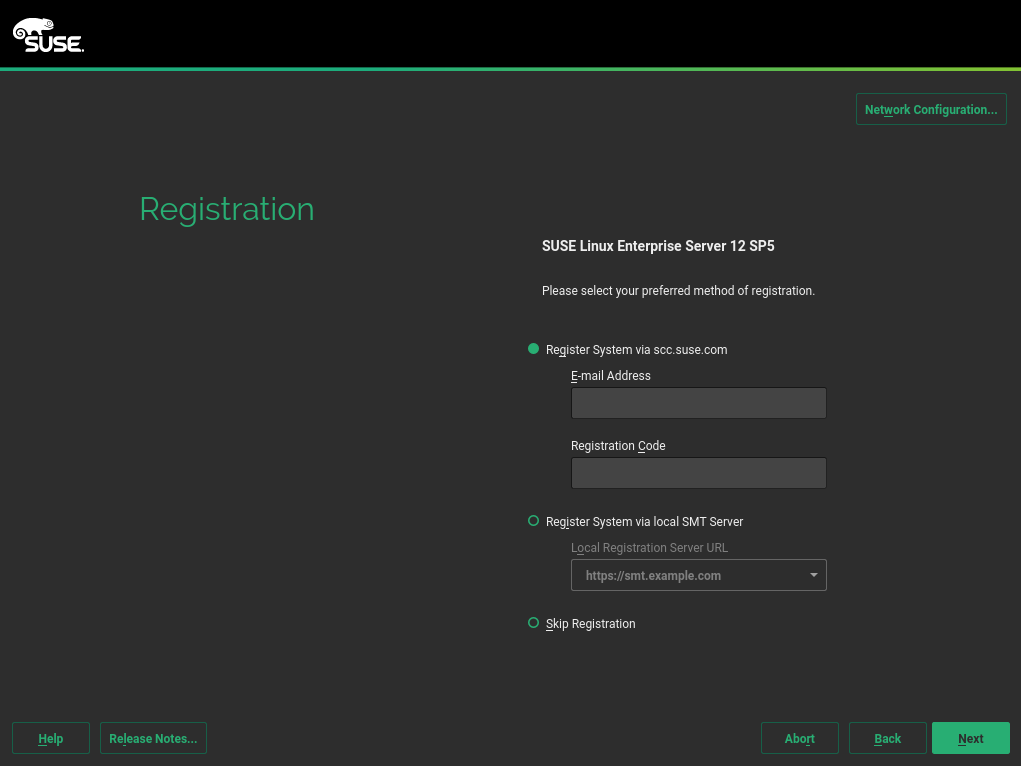 SUSE
Network Configuration...
Registration
SUSE Linux Enterprise Server 12 SP5
Please select your preferred method of registration.
Register System via scc.suse.com
E-mail Address
Registration Code
Register System via local SMT Server
Local Registration Server URL
https://smt.example.com
Skip Registration
Help Release Notes... Abort Back Next